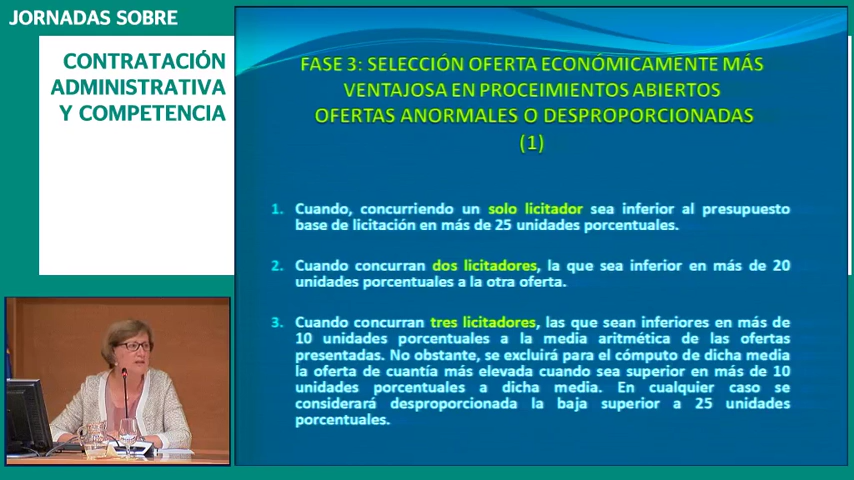 JORNADAS SOBRE
CONTRATACIÓN
ADMINISTRATIVA
Y COMPETENCIA
FASE 3: SELECCIÓN OFERTA ECONÓMICAMENTE MÁS
VENTAJOSA EN PROCEIMIENTOS ABIERTOS
OFERTAS ANORMALES O DESPROPORCIONADAS
(1)
1. Cuando, concurriendo un solo licitador sea inferior al presupuesto
base de licitación en más de 25 unidades porcentuales.
2. Cuando concurran dos licitadores, la que sea inferior en más de 20
unidades porcentuales a la otra oferta.
3. Cuando concurran tres licitadores, las que sean inferiores en más de
10 unidades porcentuales a la media aritmética de las ofertas
presentadas. No obstante, se excluirá para el cómputo de dicha media
la oferta de cuantía más elevada cuando sea superior en más de 10
unidades porcentuales a dicha media. En cualquier caso se
considerará desproporcionada la baja superior a 25 unidades
porcentuales.